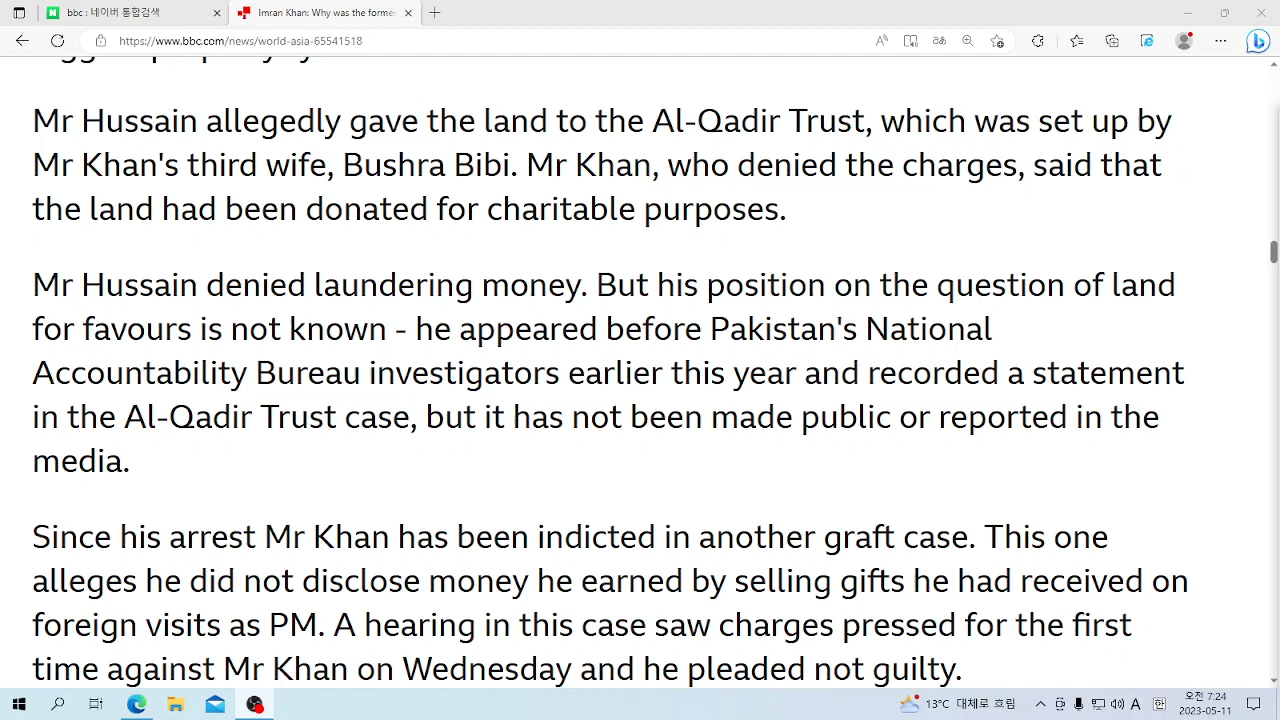 bbc : 네이버 통합검색
Imran Khan: Why was the former
https://www.bbc.com/news/world-asia-65541518
Mr Hussain allegedly gave the land to the Al-Qadir Trust, which was set up by
Mr Khan's third wife, Bushra Bibi. Mr Khan, who denied the charges, said that
the land had been donated for charitable purposes.
Mr Hussain denied laundering money. But his position on the question of land
for favours is not known - he appeared before Pakistan's National
Accountability Bureau investigators earlier this year and recorded a statement
in the Al-Qadir Trust case, but it has not been made public or reported in the
media.
Since his arrest Mr Khan has been indicted in another graft case. This one
alleges he did not disclose money he earned by selling gifts he had received on
foreign visits as PM. A hearing in this case saw charges pressed for the first
time against Mr Khan on Wednesday and he pleaded not guilty.
13°C 대체로 흐림
A
오전 7:24
2023-05-11